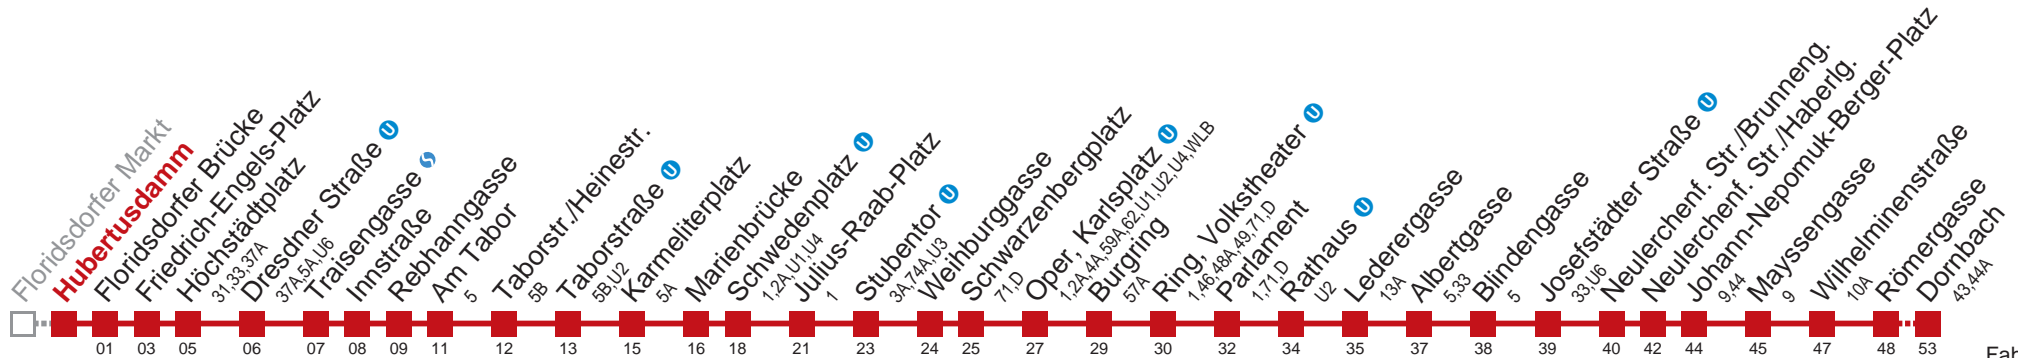 Floridsdorfer Markt
Hubertusdamm
Floridsdorfer Brücke
Friedrich-Engels-Platz
Höchstädtplatz
31,33,37A
Dresdner Straße U
37A,5A,U6
Traisengasse
Innstraße
Rebhanngasse
Am Tabor
5
Taborstr./Heinestr.
5B
Taborstraße U
5B,U2
Karmeliterplatz
5A
Marienbrücke
Schwedenplatz U
1,2A,U1,U4
Julius-Raab-Platz
1
Stubentor U
3A,74A,U3
Weihburggasse
Schwarzenbergplatz
71,D
Oper, Karlsplatz U
1,2A,4A,59A,62,U1,U2,U4,WLB
Burgring
57A
Ring, Volkstheater U
1,46,48A,49,71,D
Parlament
1,71,D
Rathaus U
U2
Lederergasse
13A
Albertgasse
5,33
Blindengasse
5
Josefstädter Straße U
33,U6
Neulerchenf. Str./Brunneng.
Neulerchenf. Str./Haberlg.
Johann-Nepomuk-Berger-Platz
9,44
Mayssengasse
9
Wilhelminenstraße
10A
Römergasse
Dornbach
43,44A
01 03 05 06 07 08 09 11 12 13 15 16 18 21 23 24 25 27 29 30 32 34 35 37 38 39 40 42 44 45 47 48 53
Fab